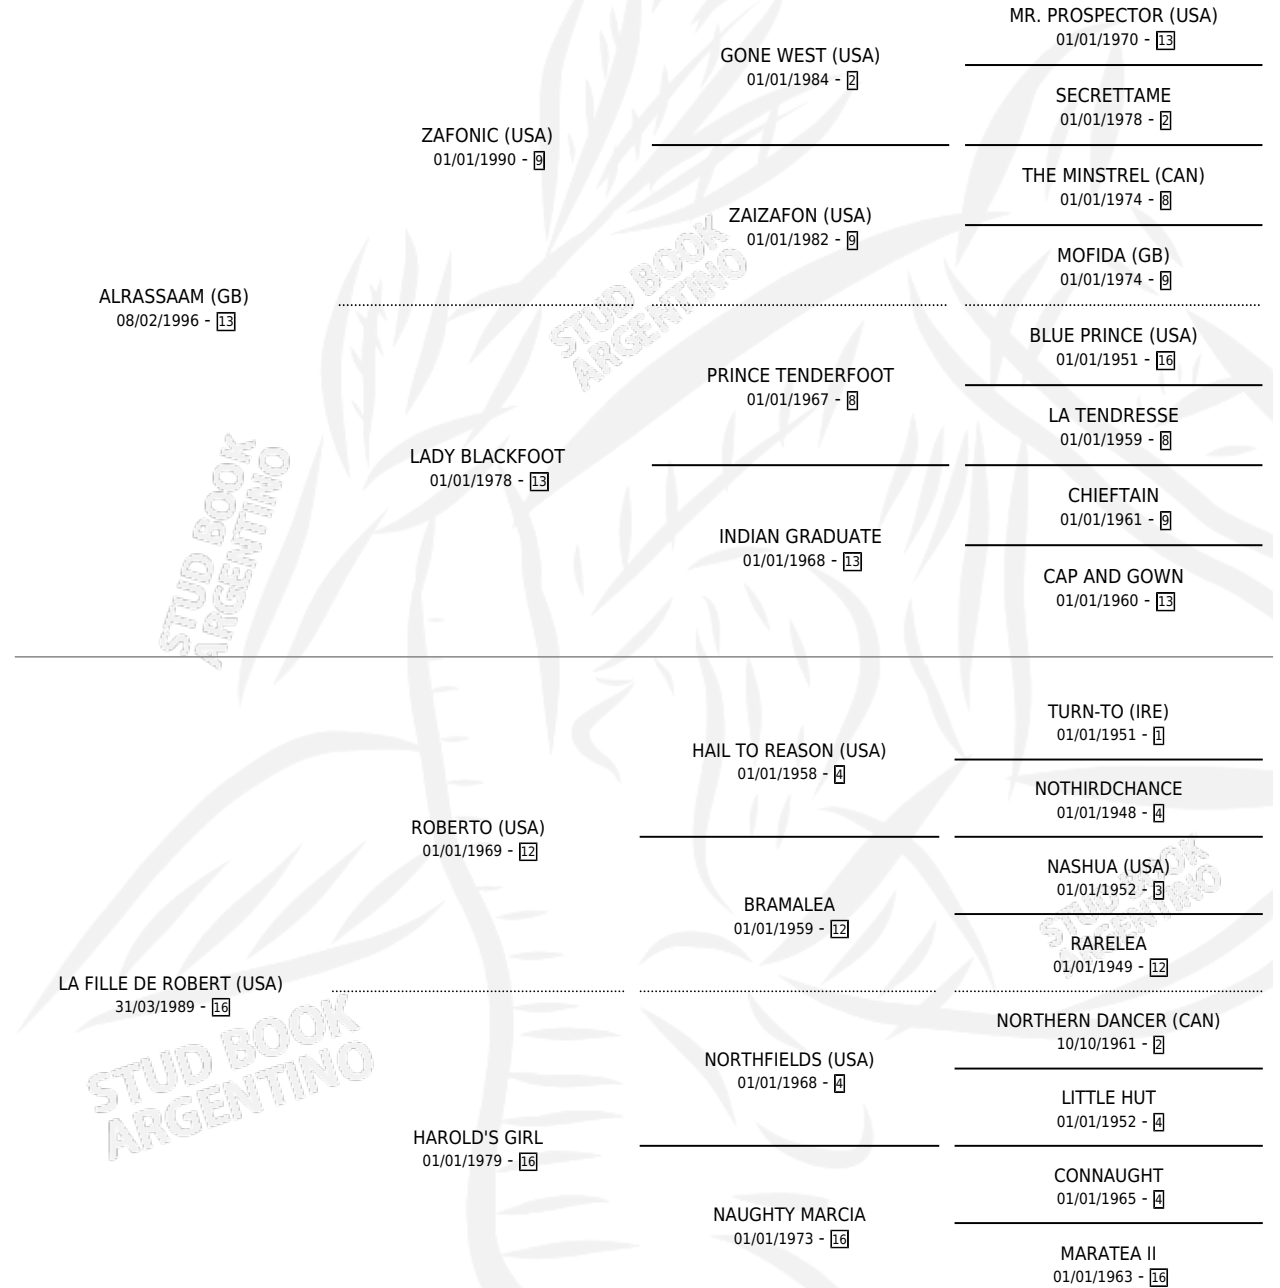 MR. PROSPECTOR (USA)
01/01/1970 - 13
GONE WEST (USA)
01/01/1984 - 2
SECRETTAME
01/01/1978 - 2
ZAFONIC (USA)
01/01/1990 - 9
THE MINSTREL (CAN)
01/01/1974 - 8
ZAIZAFON (USA)
01/01/1982 - 9
MOFIDA (GB)
01/01/1974 - 9
ALRASSAAM (GB)
08/02/1996 - 13
STUD BOOK
ARGENTINO
BLUE PRINCE (USA)
01/01/1951 - 16
PRINCE TENDERFOOT
01/01/1967 - 8
LA TENDRESSE
01/01/1959 - 8
LADY BLACKFOOT
01/01/1978 - 13
CHIEFTAIN
01/01/1961 - 9
INDIAN GRADUATE
01/01/1968 - 13
CAP AND GOWN
01/01/1960 - 13
STUD BOOK
ARGENTINO
TURN-TO (IRE)
01/01/1951 - 1
HAIL TO REASON (USA)
01/01/1958 - 4
NOTHIRDCHANCE
01/01/1948 - 4
ROBERTO (USA)
01/01/1969 - 12
NASHUA (USA)
01/01/1952 - 3
BRAMALEA
01/01/1959 - 12
RARELEA
01/01/1949 - 12
STUD BOOK
ARGENTINO
LA FILLE DE ROBERT (USA)
31/03/1989 - 16
NORTHERN DANCER (CAN)
10/10/1961 - 2
NORTHFIELDS (USA)
01/01/1968 - 4
LITTLE HUT
01/01/1952 - 4
STUD BOOK
ARGENTINO
HAROLD'S GIRL
01/01/1979 - 16
CONNAUGHT
01/01/1965 - 4
NAUGHTY MARCIA
01/01/1973 - 16
MARATEA II
01/01/1963 - 16